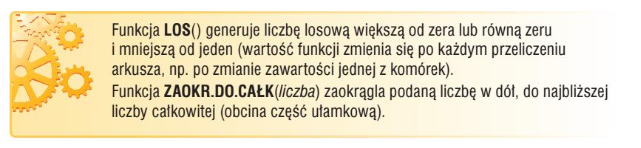 Funkcja LOS() generuje liczbę losową większą od zera lub równą zeru
i mniejszą od jeden (wartość funkcji zmienia się po każdym przeliczeniu
arkusza, np. po zmianie zawartości jednej z komórek).
Funkcja ZAOKR.DO.CAŁK(liczba) zaokrągla podaną liczbę w dół, do najbliższej
liczby całkowitej (obcina część ułamkową).